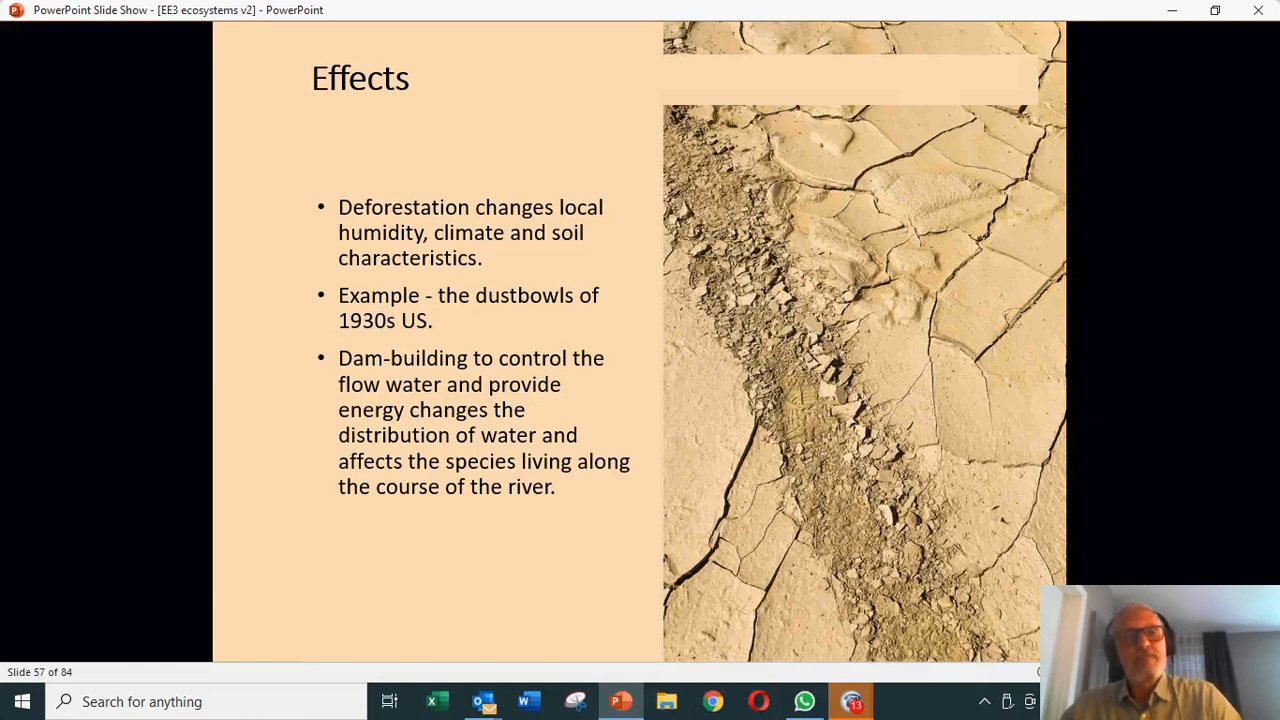 PowerPoint Slide Show - [EE3 ecosystems v2] - PowerPoint
Effects
• Deforestation changes local
humidity, climate and soil
characteristics.
• Example - the dustbowls of
1930s US.
• Dam-building to control the
flow water and provide
energy changes the
distribution of water and
affects the species living along
the course of the river.
Slide 57 of 84
Search for anything
13